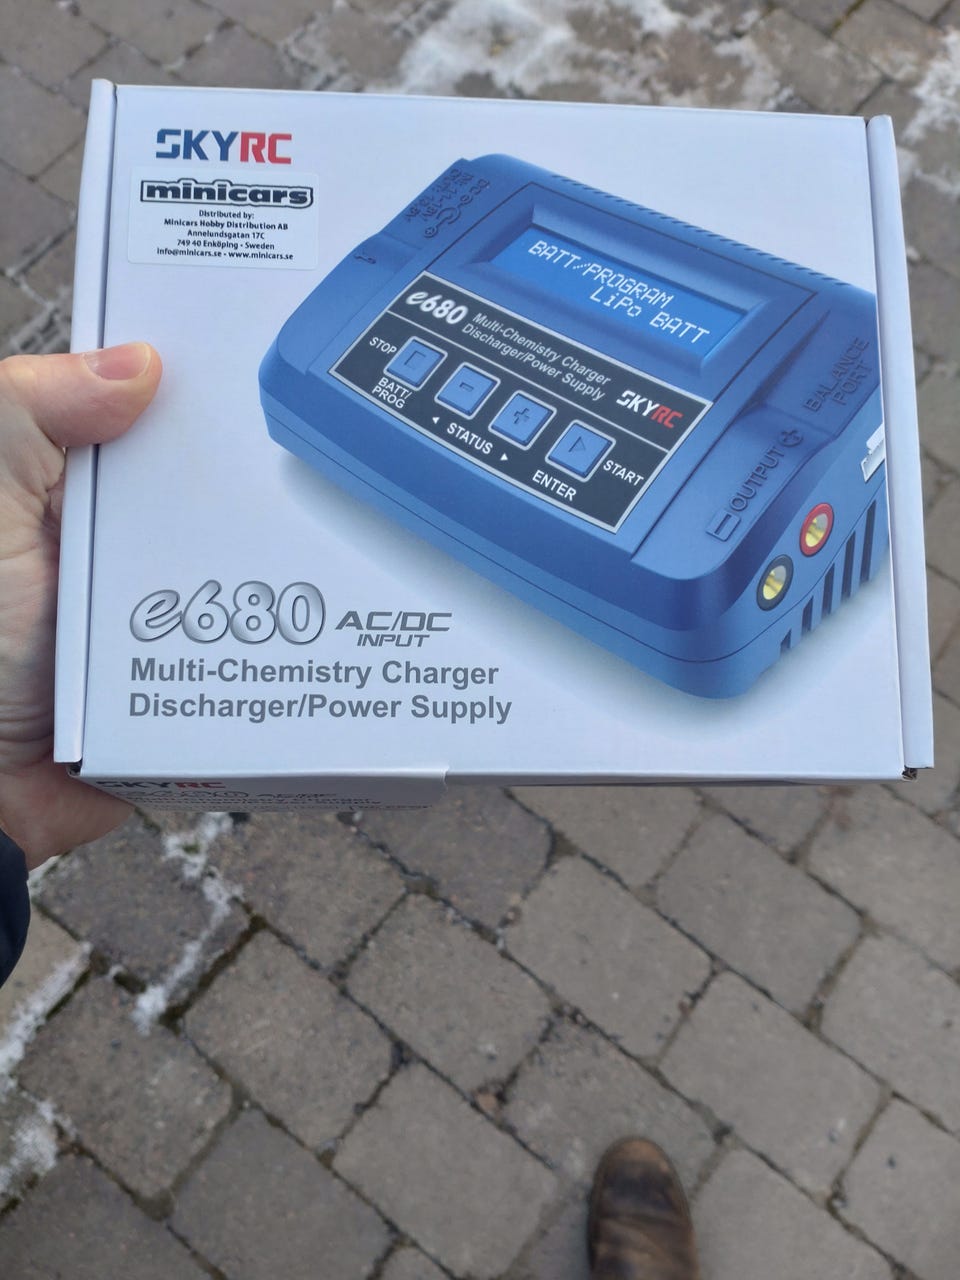 SKYRC
minicars
Distributed by:
Minicars Hobby Distribution AB
Annelundsgatan 17C
749 40 Enköping - Sweden
info@minicars.se - www.minicars.se
BATT/PROGRAM
LiPo BATT
e680
Multi-Chemistry Charger
Discharger/Power Supply
SKYRC
STOP
BATT/
PROG
STATUS
ENTER
START
BALANCE
PORT
OUTPUT
e680 AC/DC
INPUT
Multi-Chemistry Charger
Discharger/Power Supply
SKYRC